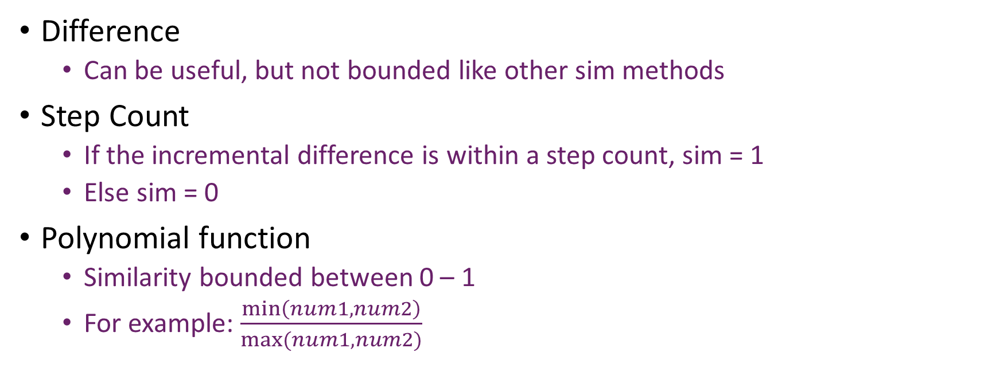 • Difference
• Can be useful, but not bounded like other sim methods
• Step Count
• If the incremental difference is within a step count, sim = 1
• Else sim = 0
• Polynomial function
• Similarity bounded between 0 – 1
• For example: min(num1,num2)
max(num1,num2)